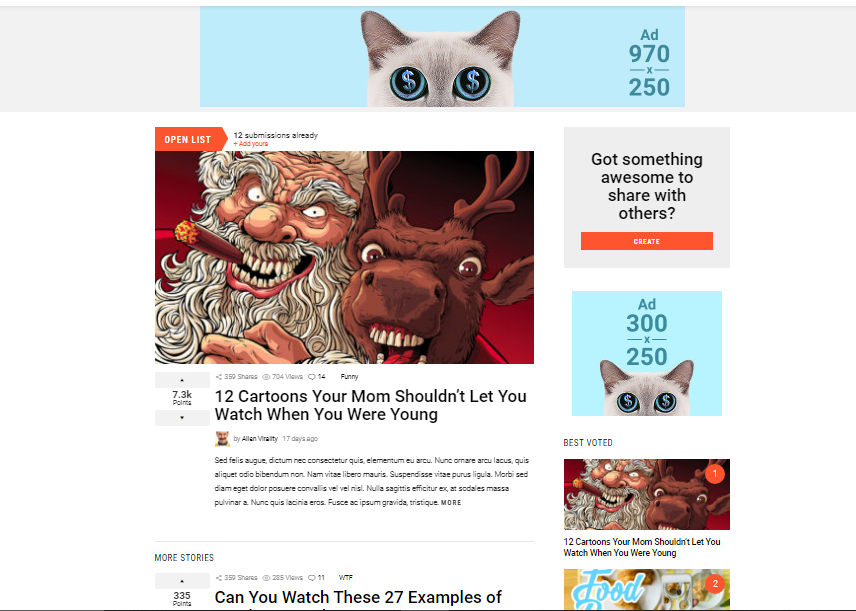 Ad
970
x
250
OPEN LIST
12 submissions already
+ Add yours
Got something
awesome to
share with
others?
CREATE
Ad
300
x
250
359 Shares 704 Views 14 Funny
7.3k
Points
12 Cartoons Your Mom Shouldn't Let You
Watch When You Were Young
by Alien Virality 17 days ago
Sed felis augue, dictum nec consectetur quis, elementum eu arcu. Nunc ornare arcu lacus, quis
aliquet odio bibendum non. Nam vitae libero mauris. Suspendisse vitae purus ligula. Morbi sed
diam eget dolor posuere convallis vel vel nisl. Nulla sagittis efficitur ex, at sodales massa
pulvinar a. Nunc quis lacinia eros. Fusce ac ipsum gravida, tristique. MORE
BEST VOTED
1
12 Cartoons Your Mom Shouldn't Let You
Watch When You Were Young
2
Food
MORE STORIES
359 Shares 285 Views 11 WTF
335
Points
Can You Watch These 27 Examples of